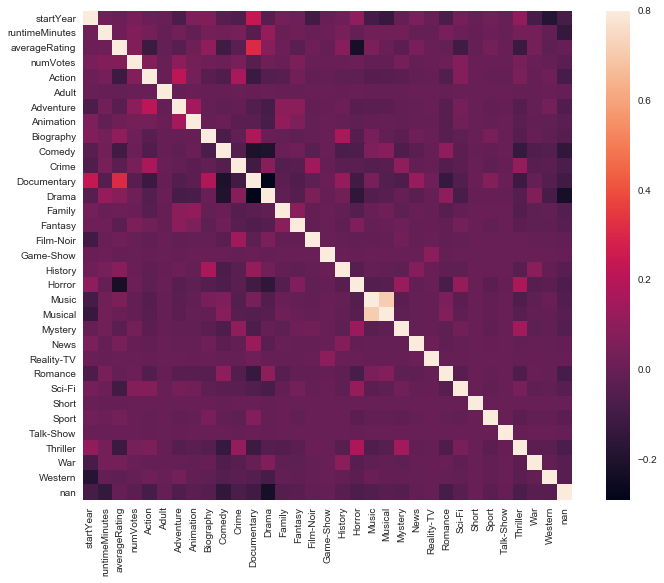 startYear
runtimeMinutes
averageRating
numVotes
Action
Adult
Adventure
Animation
Biography
Comedy
Crime
Documentary
Drama
Family
Fantasy
Film-Noir
Game-Show
History
Horror
Music
Musical
Mystery
News
Reality-TV
Romance
Sci-Fi
Short
Sport
Talk-Show
Thriller
War
Western
nan
startYear
runtimeMinutes
averageRating
numVotes
Action
Adult
Adventure
Animation
Biography
Comedy
Crime
Documentary
Drama
Family
Fantasy
Film-Noir
Game-Show
History
Horror
Music
Musical
Mystery
News
Reality-TV
Romance
Sci-Fi
Short
Sport
Talk-Show
Thriller
War
Western
nan
0.8
0.6
0.4
0.2
0.0
−0.2